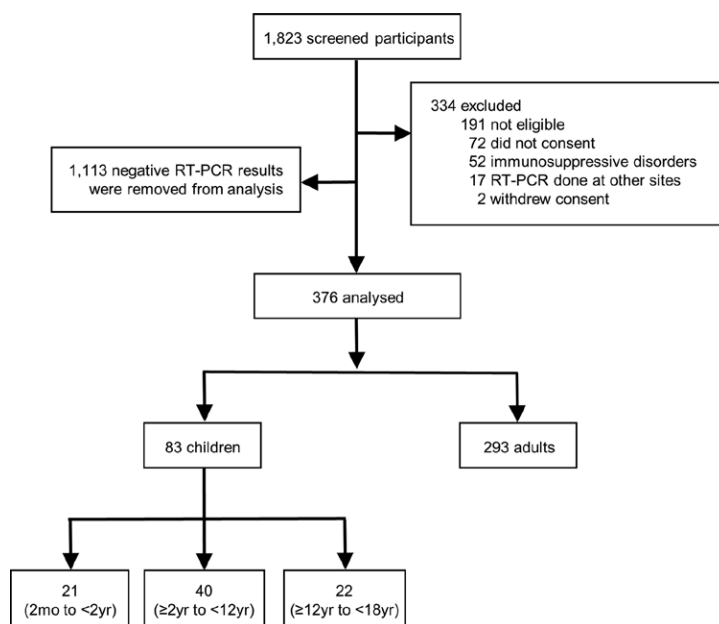 1,823 screened participants
334 excluded
191 not eligible
72 did not consent
52 immunosuppressive disorders
17 RT-PCR done at other sites
2 withdrew consent
1,113 negative RT-PCR results
were removed from analysis
376 analysed
83 children
293 adults
21
(2mo to <2yr)
40
(≥2yr to <12yr)
22
(≥12yr to <18yr)